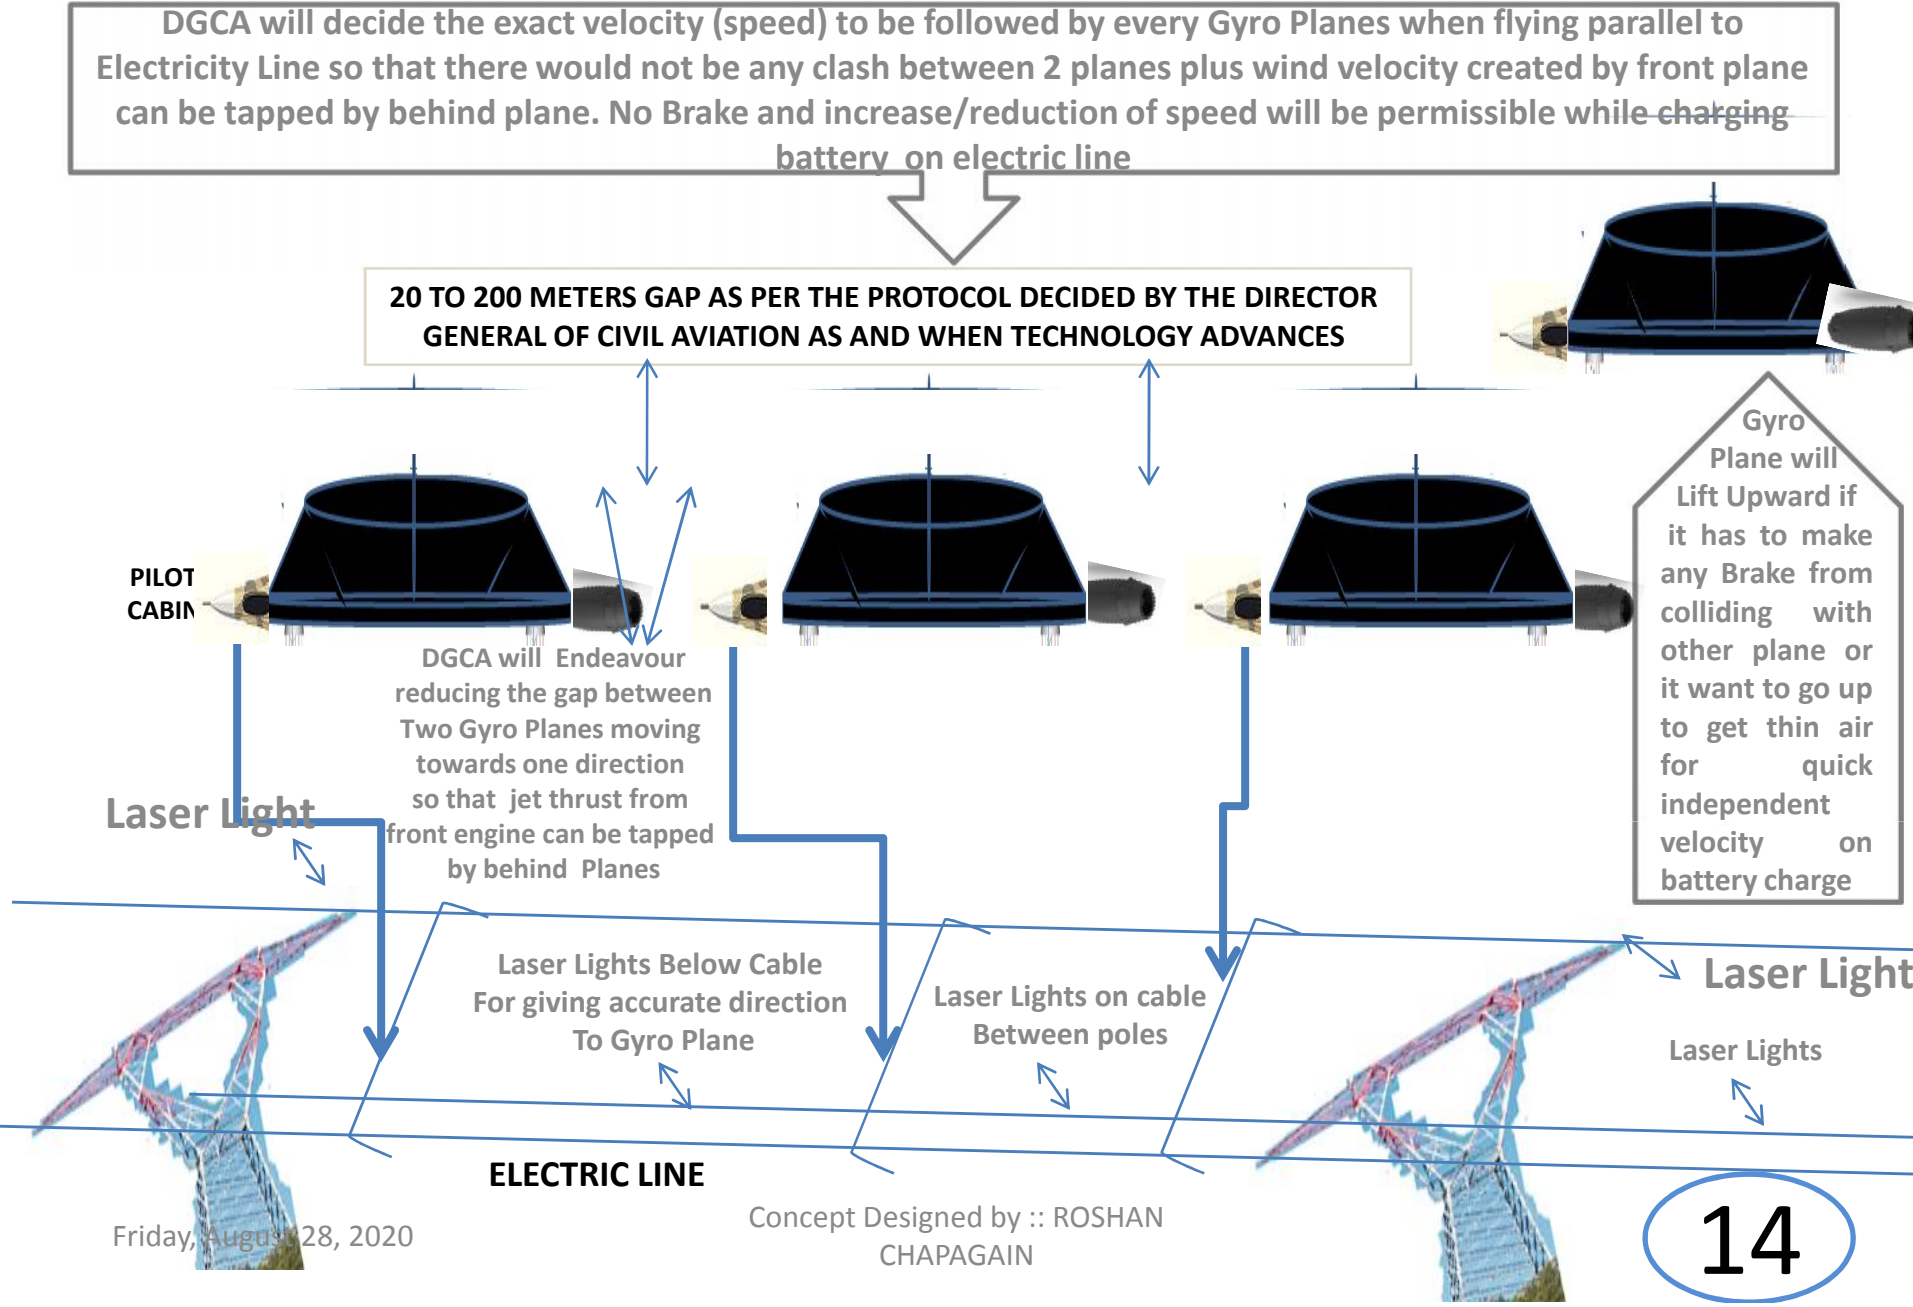 DGCA will decide the exact velocity (speed) to be followed by every Gyro Planes when flying parallel to
Electricity Line so that there would not be any clash between 2 planes plus wind velocity created by front plane
can be tapped by behind plane. No Brake and increase/reduction of speed will be permissible while charging
battery on electric line
20 TO 200 METERS GAP AS PER THE PROTOCOL DECIDED BY THE DIRECTOR
GENERAL OF CIVIL AVIATION AS AND WHEN TECHNOLOGY ADVANCES
Gyro
Plane will
Lift Upward if
it has to make
any Brake from
colliding with
other plane or
it want to go up
to get thin air
for quick
independent
velocity on
battery charge
PILOT
CABIN
DGCA will Endeavour
reducing the gap between
Two Gyro Planes moving
towards one direction
so that jet thrust from
front engine can be tapped
by behind Planes
Laser Light
Laser Lights Below Cable
For giving accurate direction
To Gyro Plane
Laser Lights on cable
Between poles
Laser Light
Laser Lights
ELECTRIC LINE
Friday, August 28, 2020
Concept Designed by :: ROSHAN
CHAPAGAIN
14